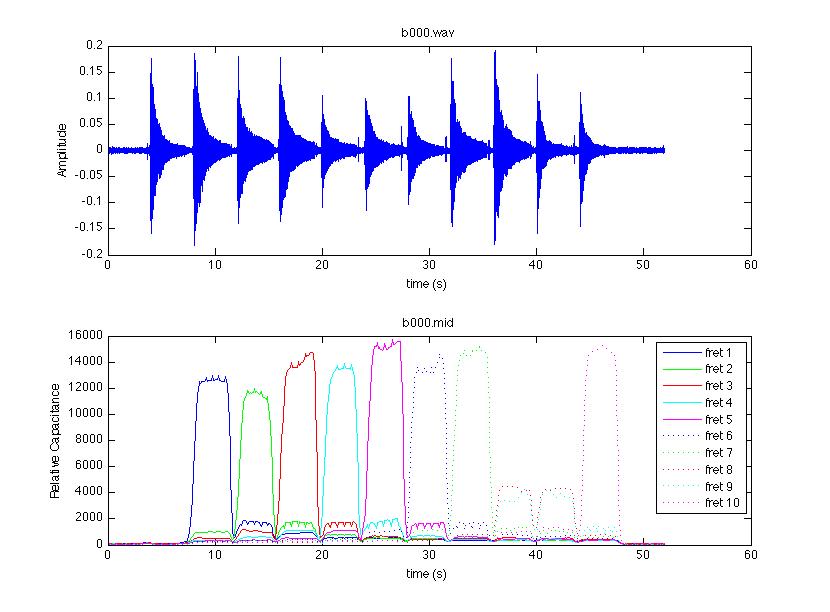 b000.wav
0.2
0.15
0.1
0.05
0
-0.05
-0.1
-0.15
-0.2
Amplitude
0 10 20 30 40 50 60
time (s)
b000.mid
16000
14000
12000
10000
8000
6000
4000
2000
0
Relative Capacitance
fret 1
fret 2
fret 3
fret 4
fret 5
fret 6
fret 7
fret 8
fret 9
fret 10
0 10 20 30 40 50 60
time (s)